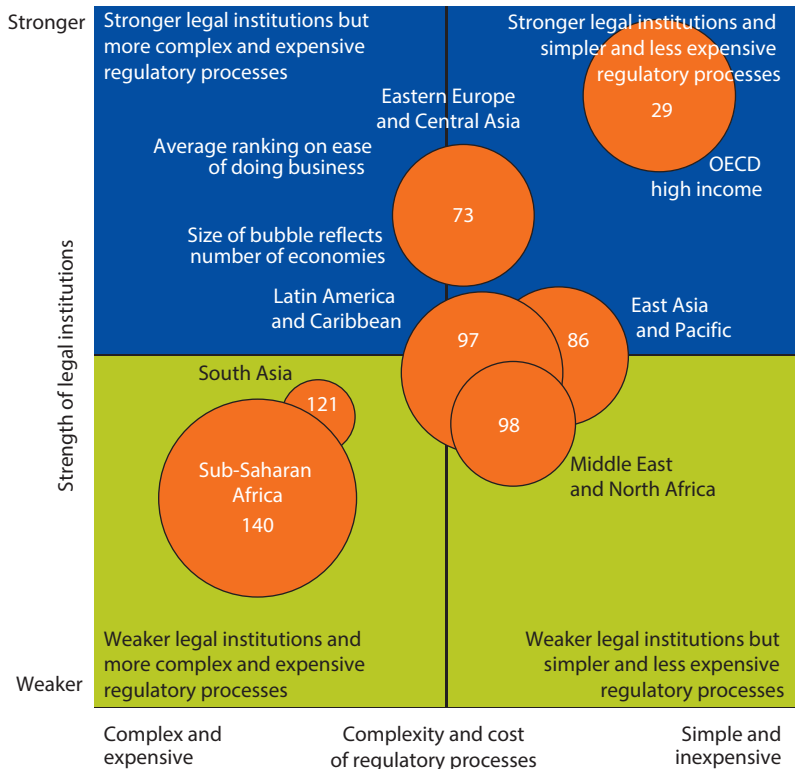 Stronger
Stronger legal institutions but
more complex and expensive
regulatory processes
Stronger legal institutions and
simpler and less expensive
regulatory processes
29
OECD
high income
Eastern Europe
and Central Asia
73
Average ranking on ease
of doing business
Size of bubble reflects
number of economies
Latin America
and Caribbean
97
86
East Asia
and Pacific
Strength of legal institutions
South Asia
121
98
Middle East
and North Africa
Sub-Saharan
Africa
140
Weaker legal institutions and
more complex and expensive
regulatory processes
Weaker legal institutions but
simpler and less expensive
regulatory processes
Weaker
Complex and
expensive
Complexity and cost
of regulatory processes
Simple and
inexpensive